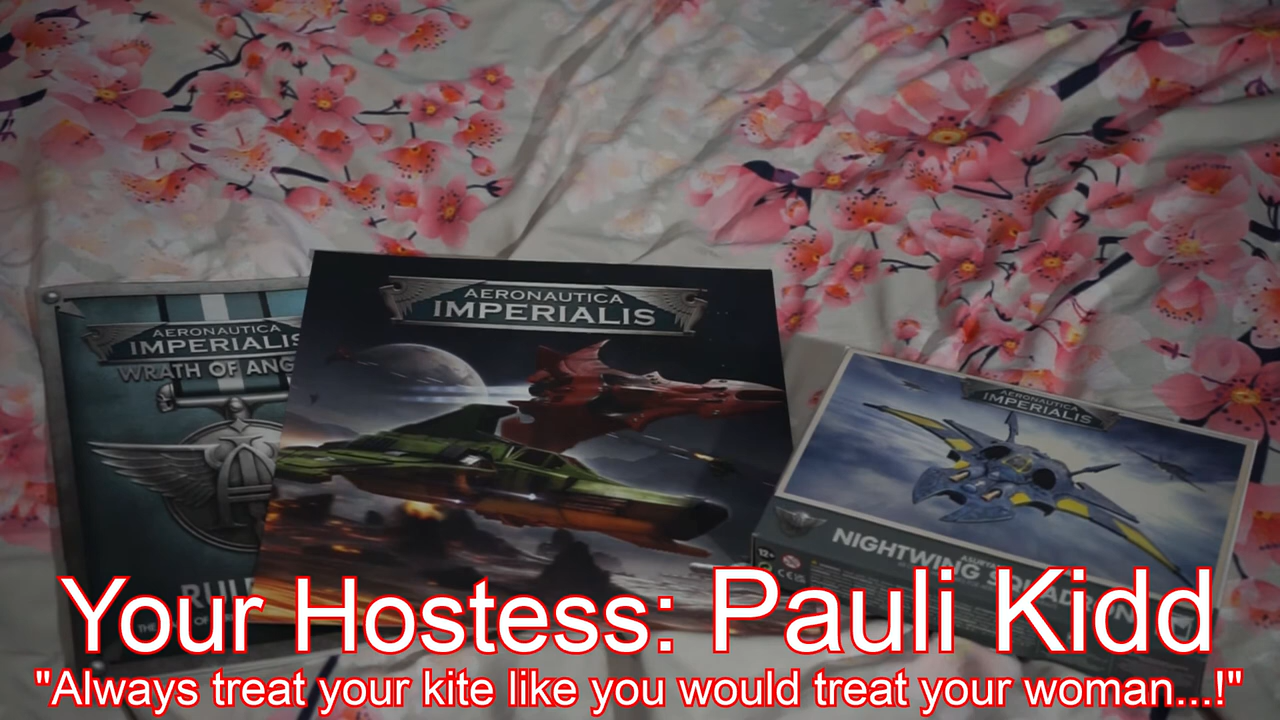 AERONAUTICA
IMPERIALIS
WRATH OF ANG
RULE
AERONAUTICA
IMPERIALIS
AERONAUTICA
IMPERIALIS
12+
NIGHTWING SQUADRON
Your Hostess: Pauli Kidd
"Always treat your kite like you would treat your woman...!"